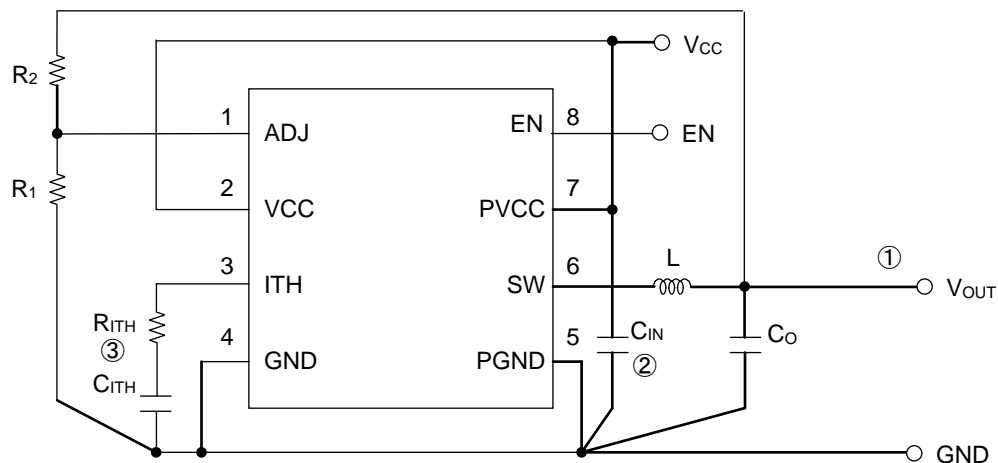 R2
R1
1
ADJ
2
VCC
3
ITH
4
GND
EN
8
PVCC
7
SW
6
PGND
5
VCC
EN
L
①
VOUT
RITH
③
CITH
CIN
②
CO
GND